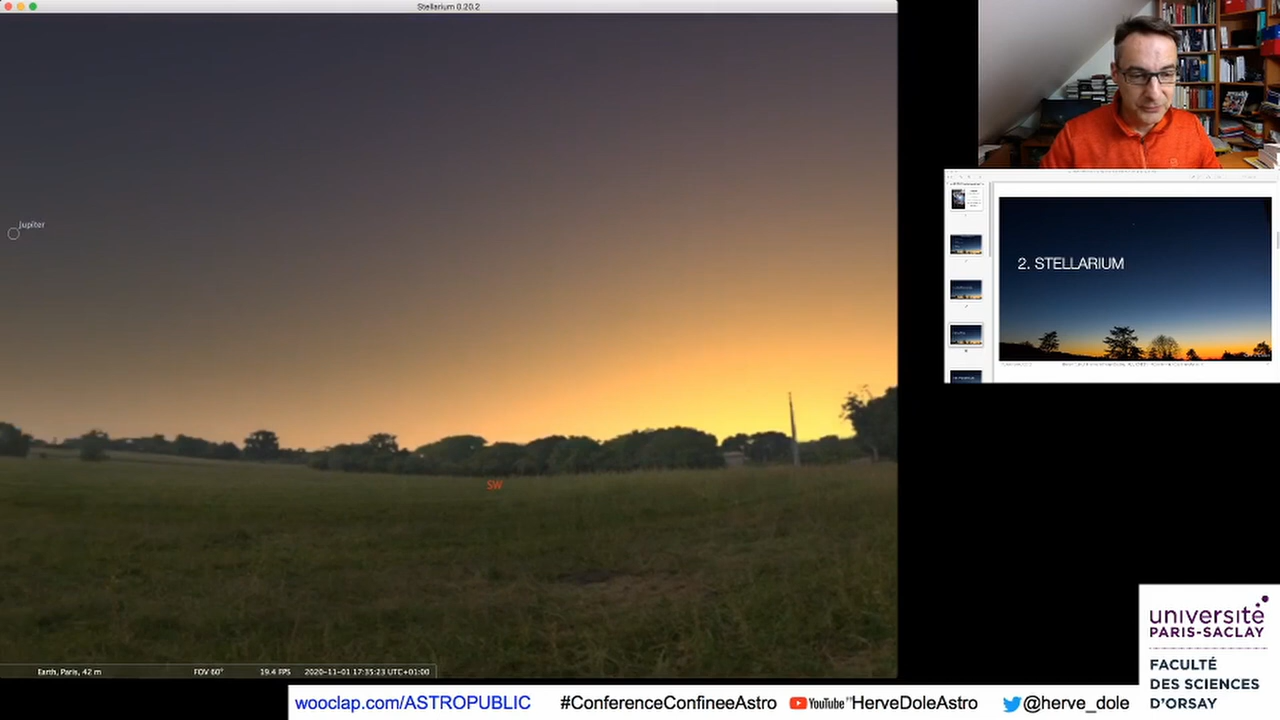 Stellarium 0.20.2
Jupiter
SW
Earth, Paris, 42 m
FOV 60°
19.4 FPS
2020-11-01 17:35:23 UTC+01:00
2. STELLARIUM
université
PARIS-SACLAY
FACULTÉ
DES SCIENCES
D'ORSAY
wooclap.com/ASTROPUBLIC
#ConferenceConfineeAstro
YouTube HerveDoleAstro
@herve_dole